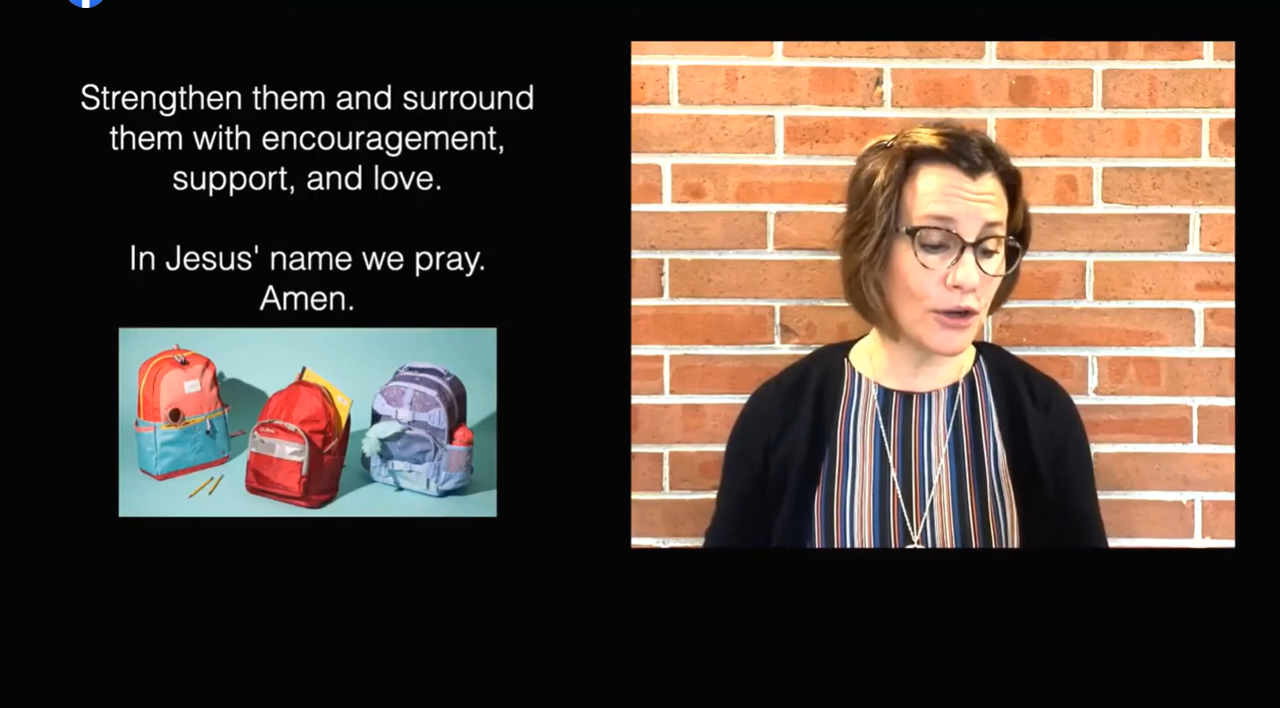 Strengthen them and surround
them with encouragement,
support, and love.
In Jesus' name we pray.
Amen.